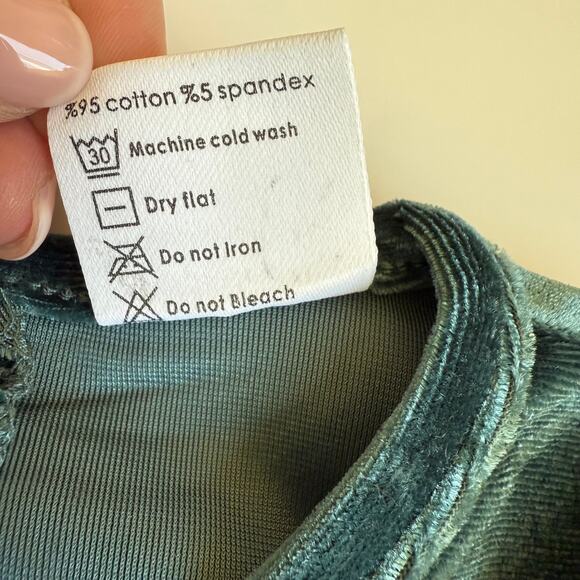 %95 cotton %5 spandex
30 Machine cold wash
Dry flat
Do not Iron
Do not Bleach